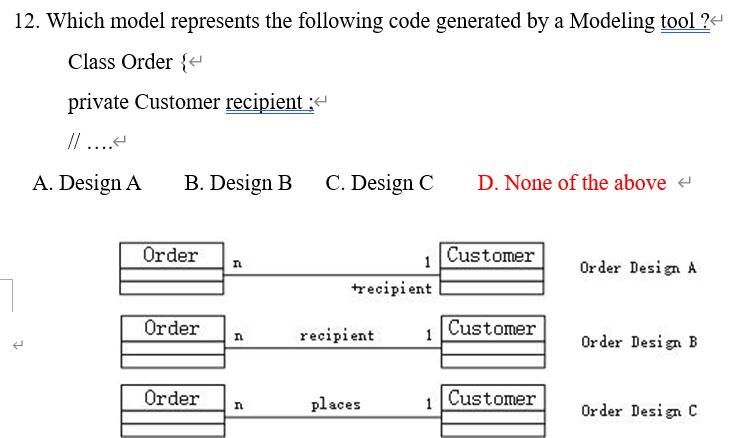 12. Which model represents the following code generated by a Modeling tool ?
Class Order {
private Customer recipient ;
// ….
A. Design A B. Design B C. Design C D. None of the above
Order n 1 Customer Order Design A
+recipient
Order n recipient 1 Customer Order Design B
Order n places 1 Customer Order Design C